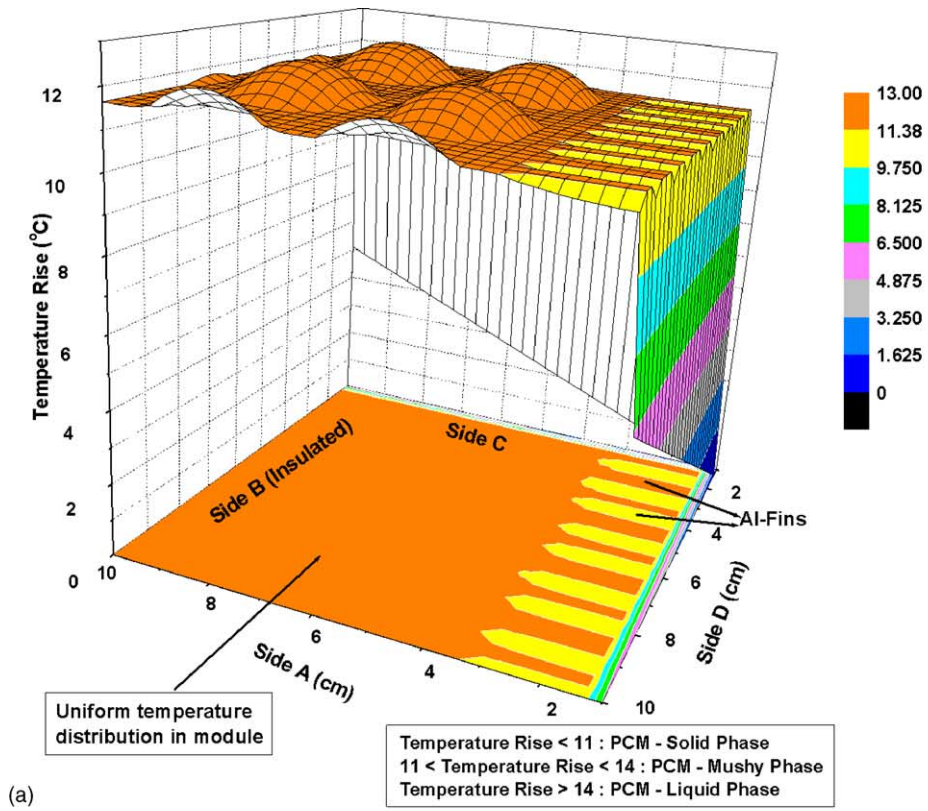 12
10
8
6
4
2
0
Temperature Rise (°C)
13.00
11.38
9.750
8.125
6.500
4.875
3.250
1.625
0
Side B (Insulated)
Side C
Al-Fins
10
8
6
4
2
Side A (cm)
2
4
6
8
10
Side D (cm)
Uniform temperature
distribution in module
Temperature Rise < 11 : PCM - Solid Phase
11 < Temperature Rise < 14 : PCM - Mushy Phase
Temperature Rise > 14 : PCM - Liquid Phase
(a)